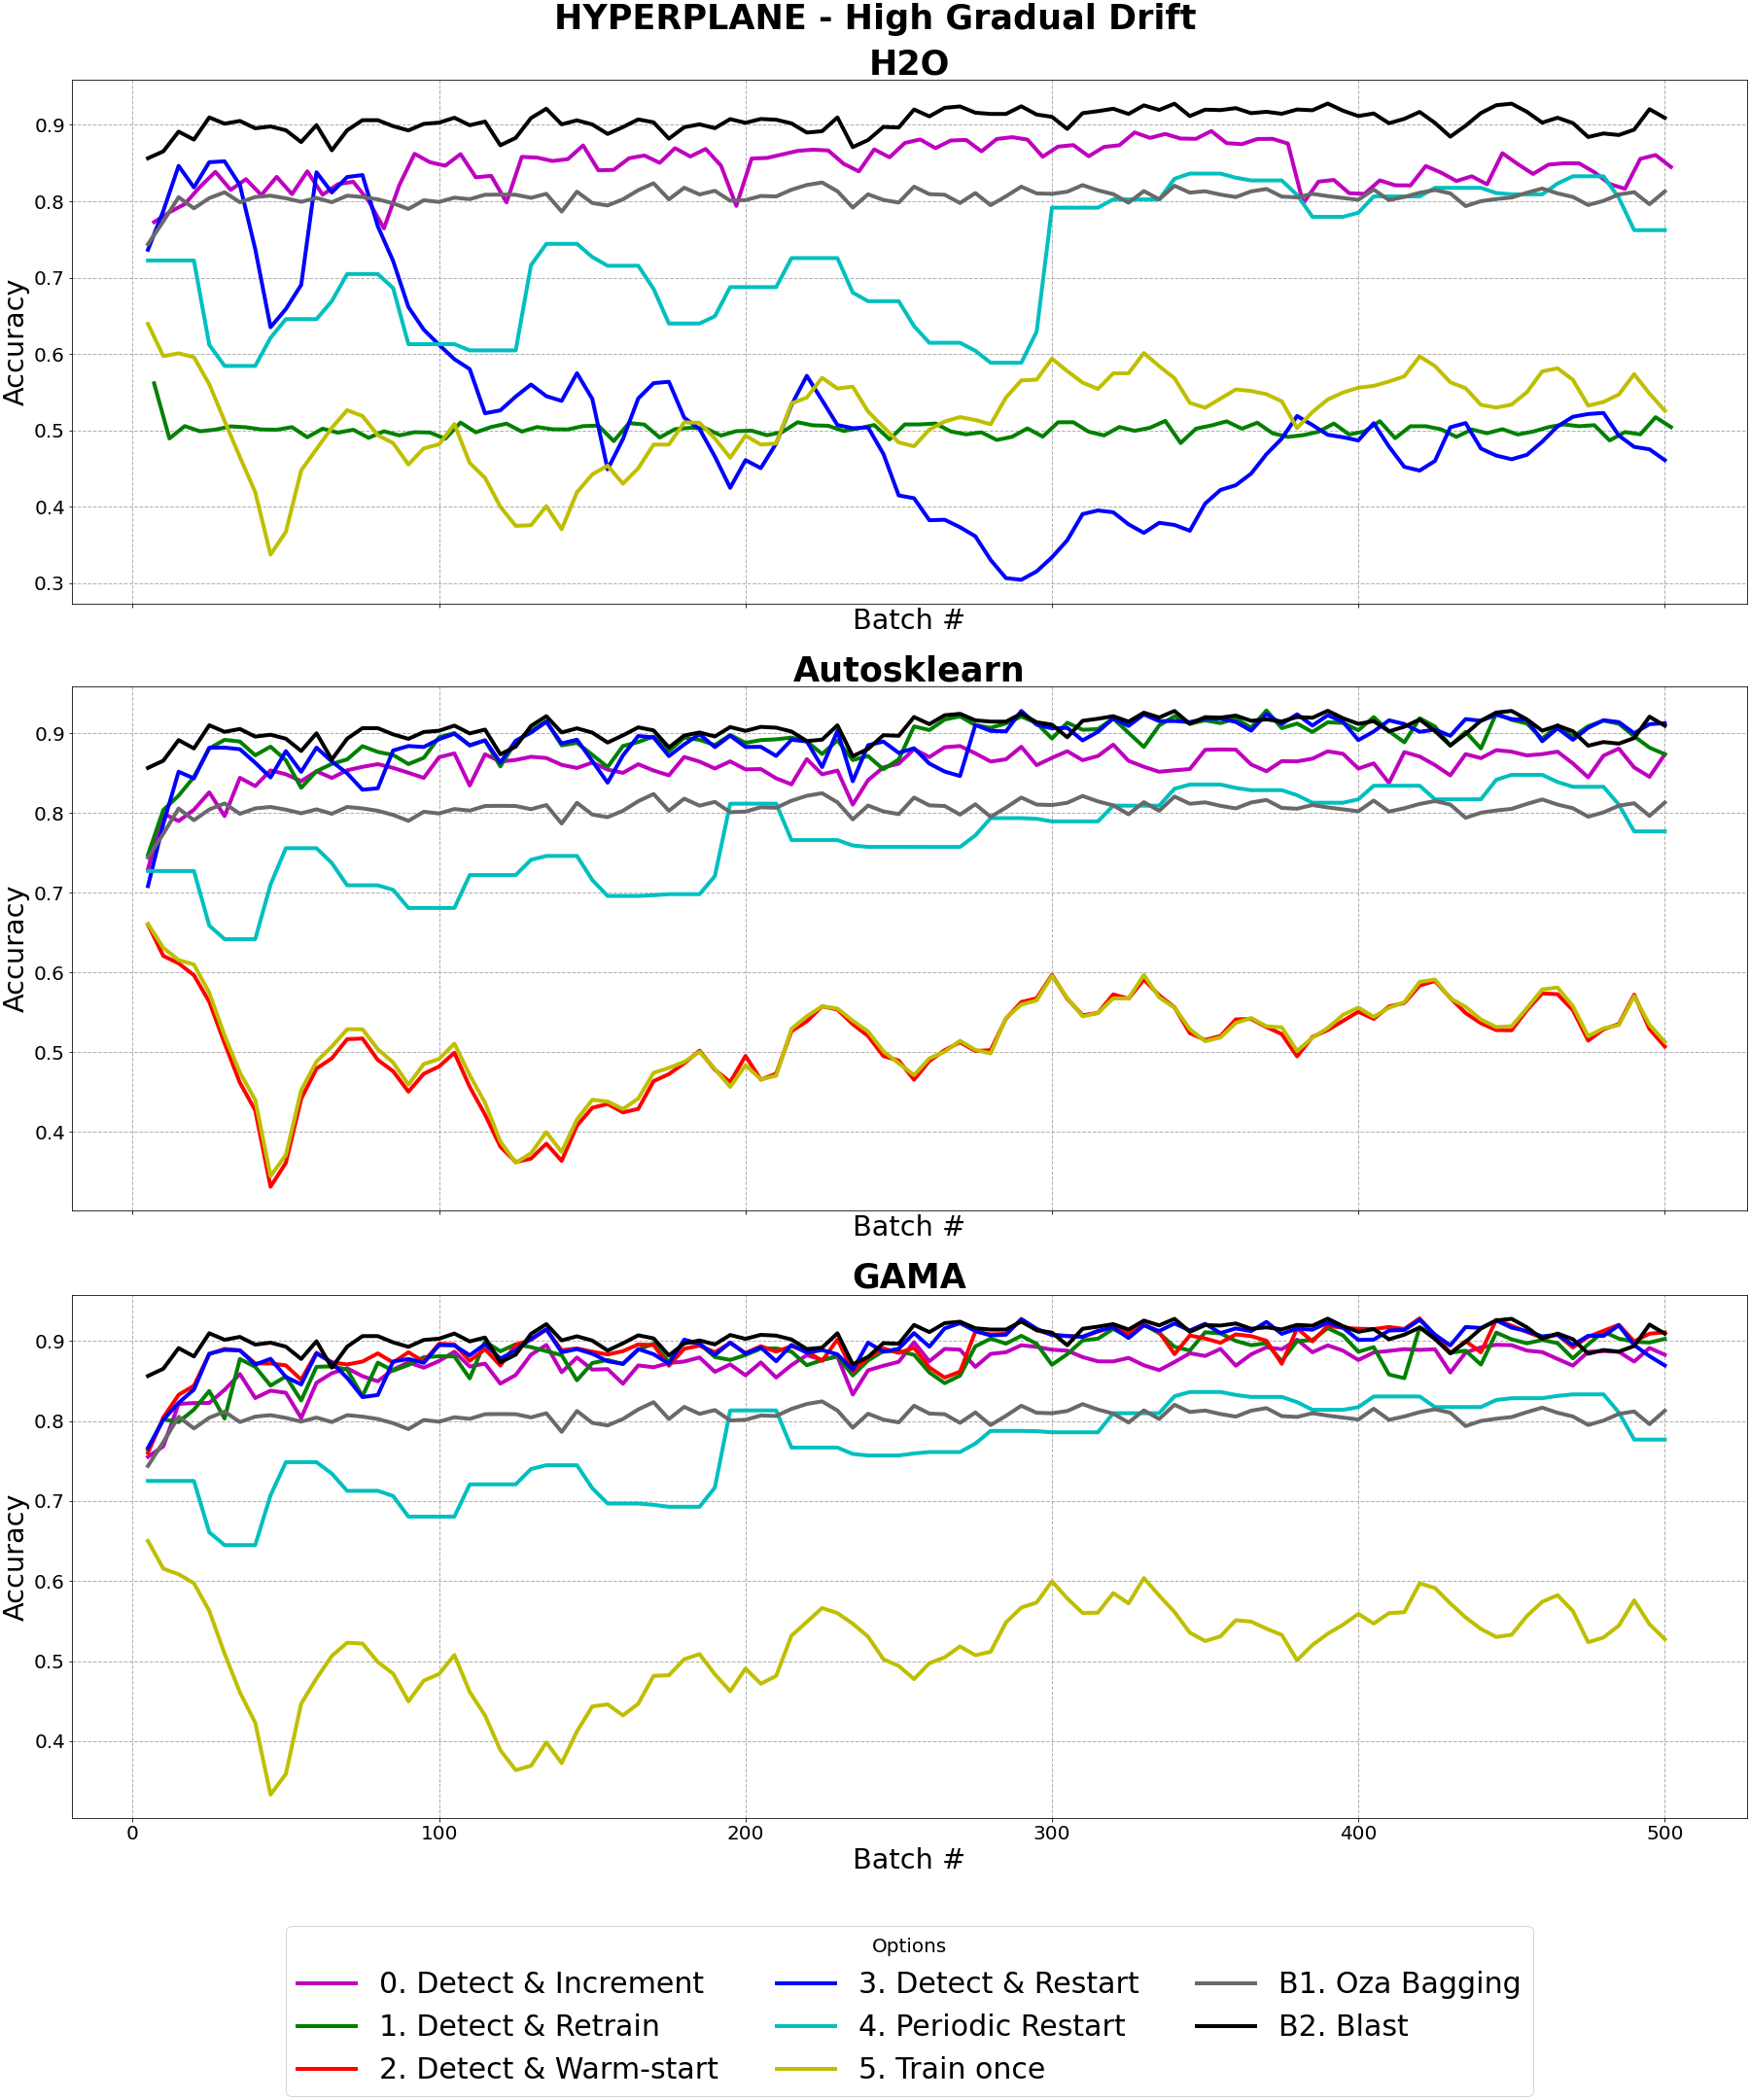 HYPERPLANE - High Gradual Drift
H2O
0.9
0.8
0.7
0.6
0.5
0.4
0.3
Accuracy
Batch #
Autosklearn
0.9
0.8
0.7
0.6
0.5
0.4
Accuracy
Batch #
GAMA
0.9
0.8
0.7
0.6
0.5
0.4
Accuracy
0 100 200 300 400 500
Batch #
Options
0. Detect & Increment 3. Detect & Restart B1. Oza Bagging
1. Detect & Retrain 4. Periodic Restart B2. Blast
2. Detect & Warm-start 5. Train once